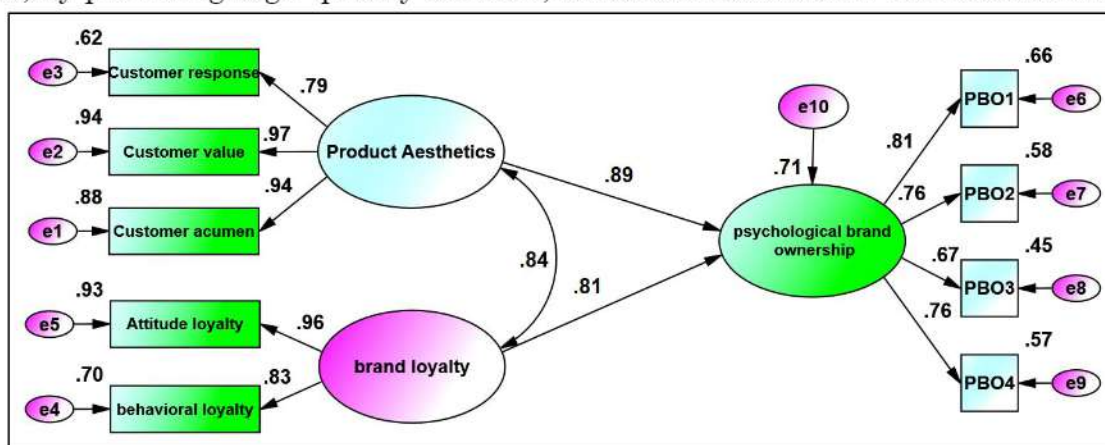 .62
e3
Customer response
.79
.94
e2
Customer value
.97
.88
e1
Customer acumen
.94
Product Aesthetics
.93
e5
Attitude loyalty
.96
.70
e4
behavioral loyalty
.83
brand loyalty
.84
.89
.81
e10
.71
psychological brand
ownership
.66
PBO1
e6
.81
.58
PBO2
e7
.76
.45
PBO3
e8
.67
.57
PBO4
e9
.76